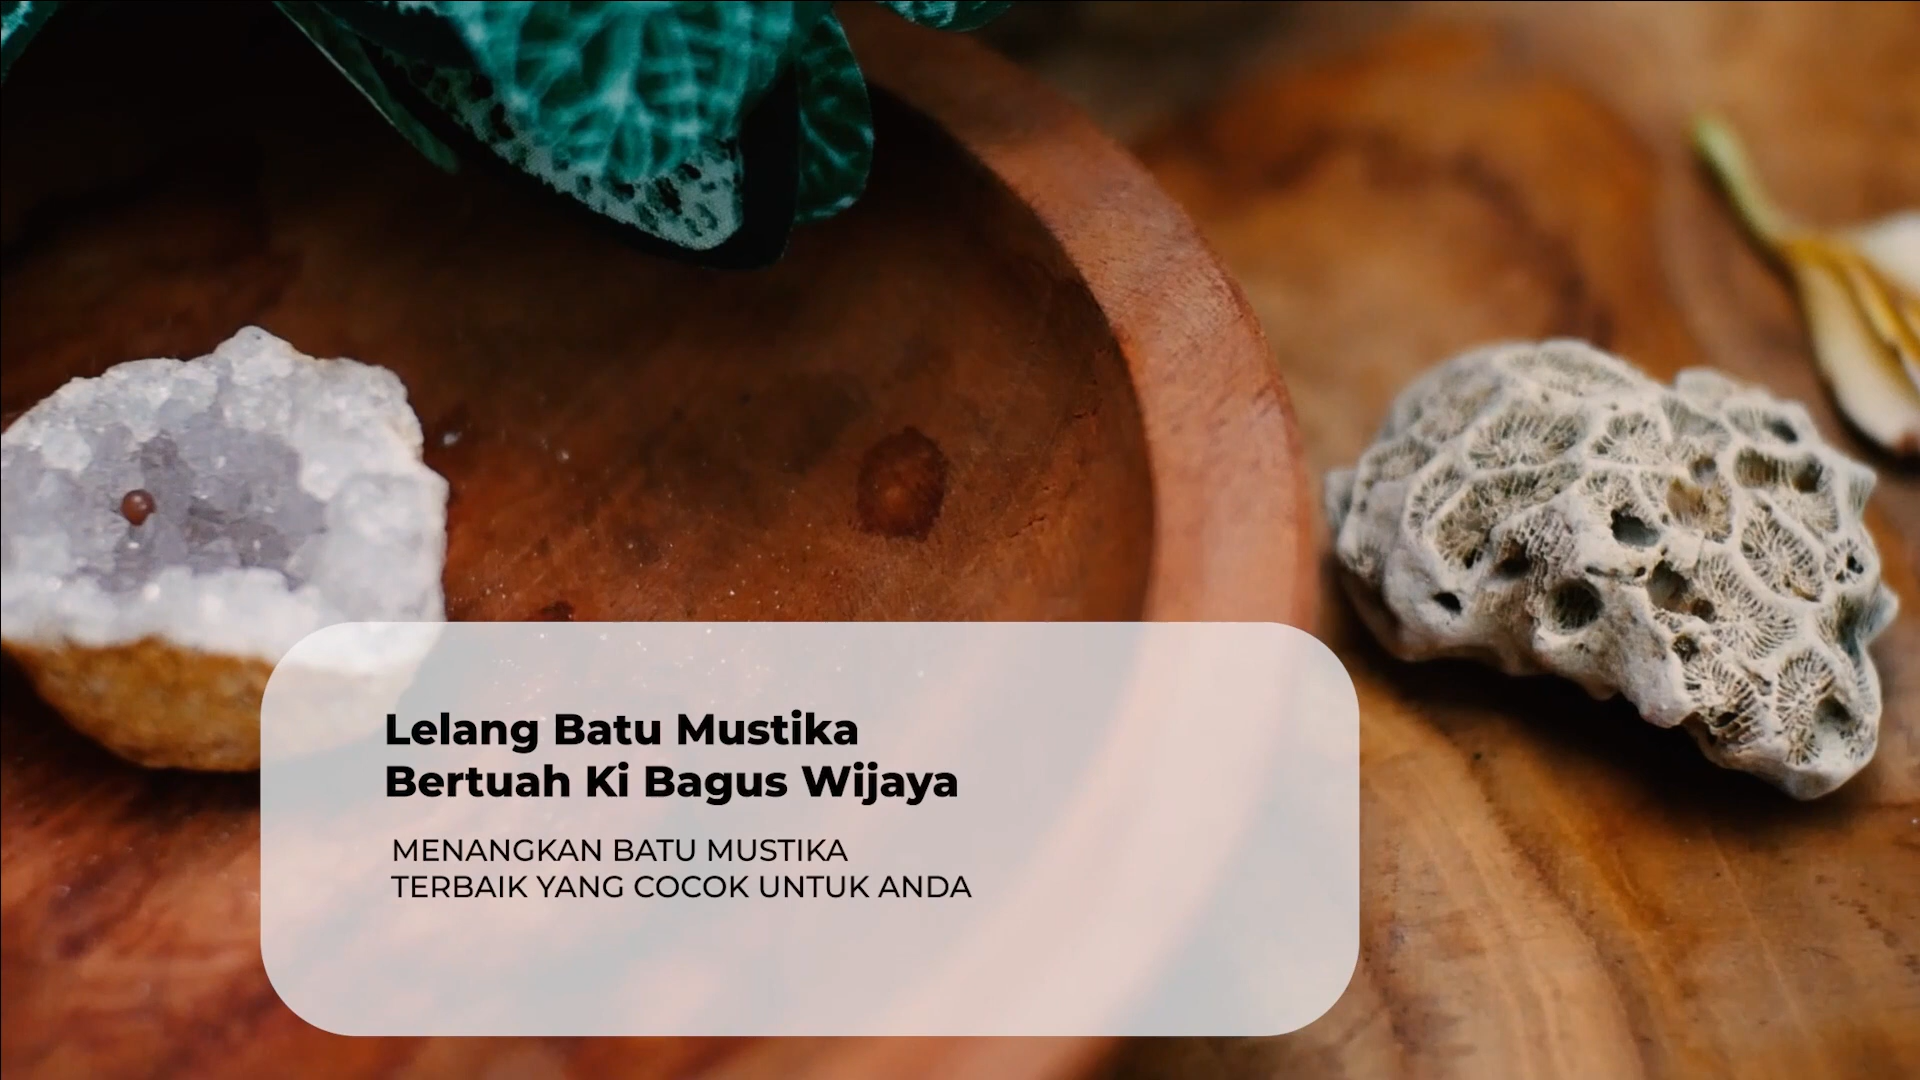 Lelang Batu Mustika
Bertuah Ki Bagus Wijaya
MENANGKAN BATU MUSTIKA
TERBAIK YANG COCOK UNTUK ANDA